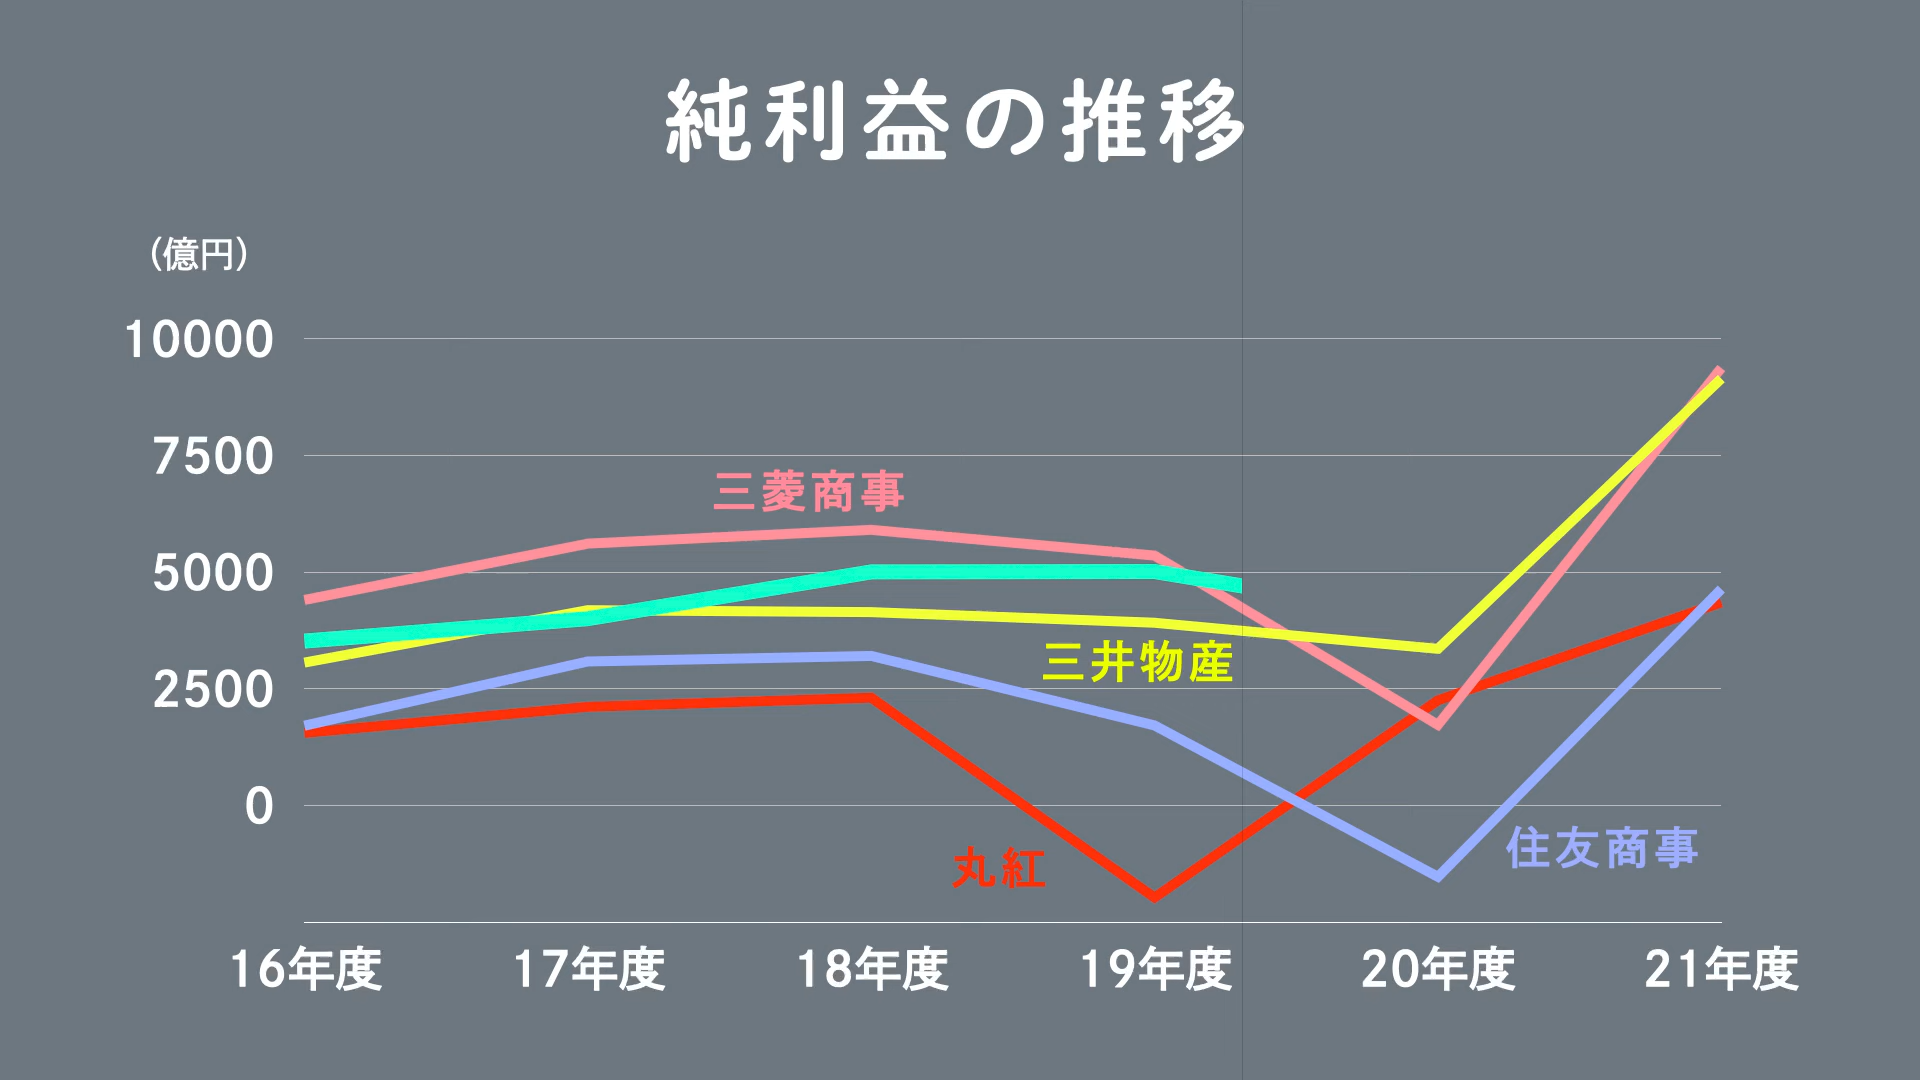 純利益の推移
(億円)
10000
7500
5000
2500
0
三菱商事
三井物産
丸紅
住友商事
16年度 17年度 18年度 19年度 20年度 21年度